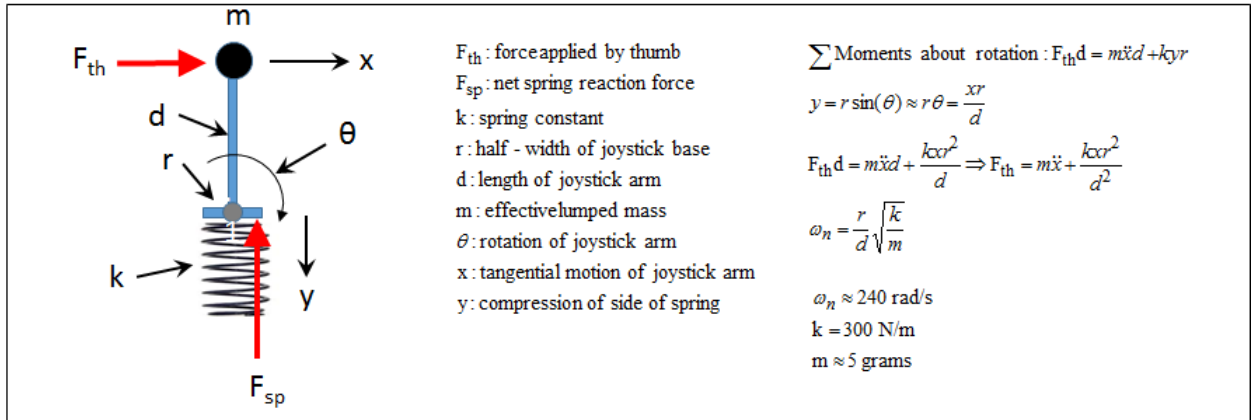 m
F_th
x
d
θ
r
k
y
F_sp
F_th : force applied by thumb
F_sp : net spring reaction force
k : spring constant
r : half - width of joystick base
d : length of joystick arm
m : effective lumped mass
θ : rotation of joystick arm
x : tangential motion of joystick arm
y : compression of side of spring
∑ Moments about rotation : F_th d = mẍd + kyr
y = r sin(θ) ≈ rθ = xr/d
F_th d = mẍd + kxr²/d ⇒ F_th = mẍ + kxr²/d²
ω_n = r/d √(k/m)
ω_n ≈ 240 rad/s
k = 300 N/m
m ≈ 5 grams